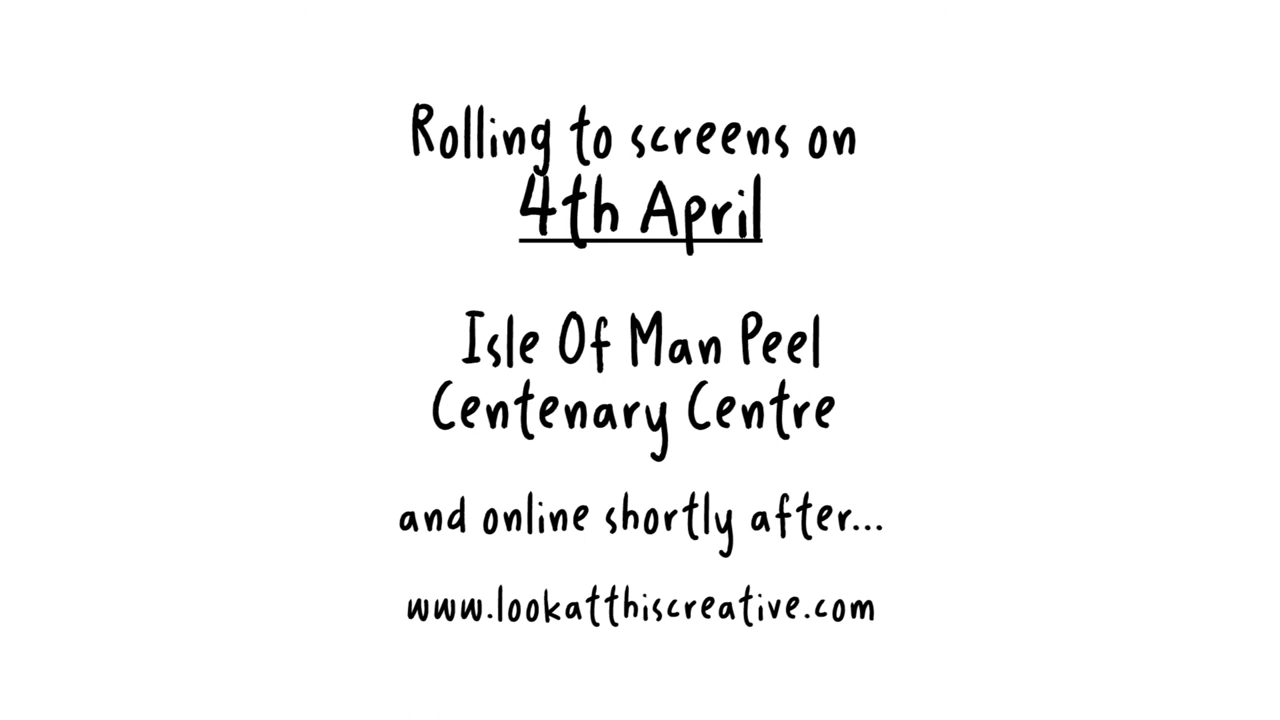 Rolling to screens on
4th April
Isle Of Man Peel
Centenary Centre
and online shortly after...
www.lookatthiscreative.com